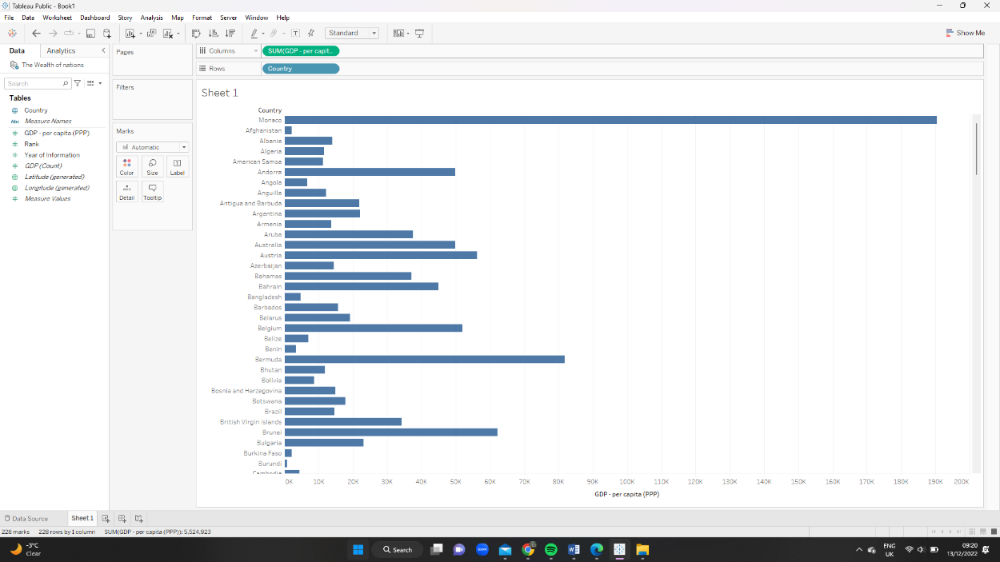 Tableau Public - Book1
File Data Worksheet Dashboard Story Analysis Map Format Server Window Help
Standard
Show Me
Data Analytics
The Wealth of nations
Search
Tables
Country
Abc Measure Names
GDP - per capita (PPP)
Rank
Year of Information
GDP (Count)
Latitude (generated)
Longitude (generated)
Measure Values
Pages
Filters
Marks
Automatic
Color Size Label
Detail Tooltip
Columns SUM(GDP - per capit..
Rows Country
Sheet 1
Country
Monaco
Afghanistan
Albania
Algeria
American Samoa
Andorra
Angola
Anguilla
Antigua and Barbuda
Argentina
Armenia
Aruba
Australia
Austria
Azerbaijan
Bahamas
Bahrain
Bangladesh
Barbados
Belarus
Belgium
Belize
Benin
Bermuda
Bhutan
Bolivia
Bosnia and Herzegovina
Botswana
Brazil
British Virgin Islands
Brunei
Bulgaria
Burkina Faso
Burundi
Cambodia
0K 10K 20K 30K 40K 50K 60K 70K 80K 90K 100K 110K 120K 130K 140K 150K 160K 170K 180K 190K 200K
GDP - per capita (PPP)
Data Source Sheet 1
228 marks 228 rows by 1 column SUM(GDP - per capita (PPP)): 5,524,923
-3°C
Clear
Search
zoom
ENG
UK
09:20
13/12/2022